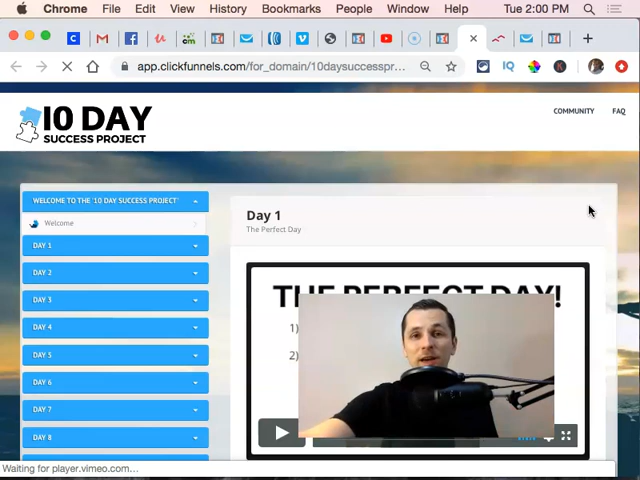 Chrome File Edit View History Bookmarks People Window Help Tue 2:00 PM
app.clickfunnels.com/for_domain/10daysuccesspr... IQ
10 DAY
SUCCESS PROJECT
COMMUNITY FAQ
WELCOME TO THE '10 DAY SUCCESS PROJECT'
Welcome
DAY 1
DAY 2
DAY 3
DAY 4
DAY 5
DAY 6
DAY 7
DAY 8
Day 1
The Perfect Day
THE PERFECT DAY!
1)
2)
Waiting for player.vimeo.com...